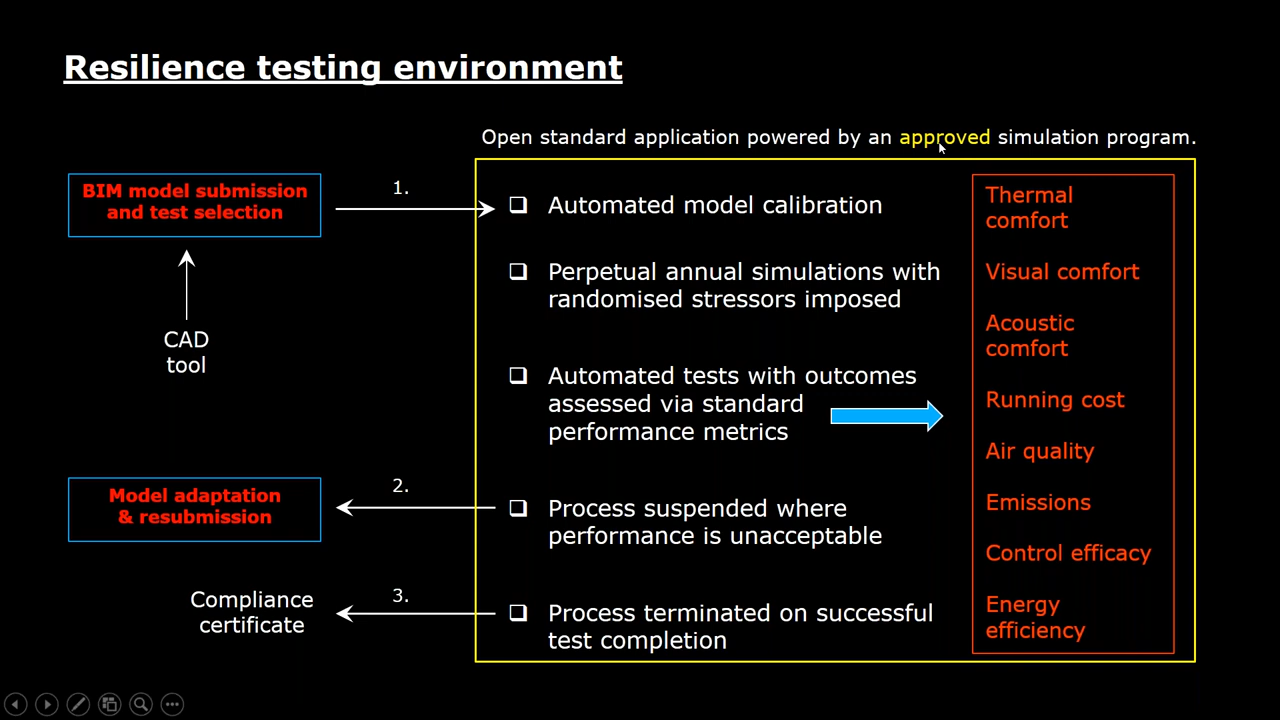 Resilience testing environment
Open standard application powered by an approved simulation program.
BIM model submission
and test selection
1.
CAD
tool
❑ Automated model calibration
❑ Perpetual annual simulations with
randomised stressors imposed
❑ Automated tests with outcomes
assessed via standard
performance metrics
Thermal
comfort
Visual comfort
Acoustic
comfort
Running cost
Air quality
Emissions
Control efficacy
Energy
efficiency
Model adaptation
& resubmission
2.
❑ Process suspended where
performance is unacceptable
Compliance
certificate
3.
❑ Process terminated on successful
test completion